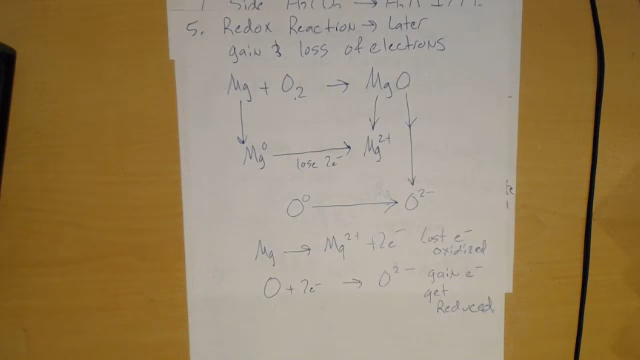 5. Redox Reaction → Later
gain & loss of electrons
Mg + O₂ → MgO
Mg⁰ → Mg²⁺
lose 2e⁻
O⁰ → O²⁻
Mg → Mg²⁺ + 2e⁻ Lost e⁻
oxidized
O + 2e⁻ → O²⁻ gain e⁻
get
Reduced